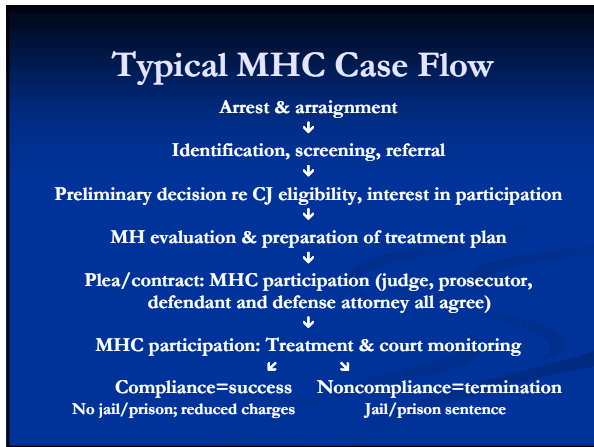 Typical MHC Case Flow
Arrest & arraignment
Identification, screening, referral
Preliminary decision re CJ eligibility, interest in participation
MH evaluation & preparation of treatment plan
Plea/contract: MHC participation (judge, prosecutor,
defendant and defense attorney all agree)
MHC participation: Treatment & court monitoring
Compliance=success Noncompliance=termination
No jail/prison; reduced charges Jail/prison sentence